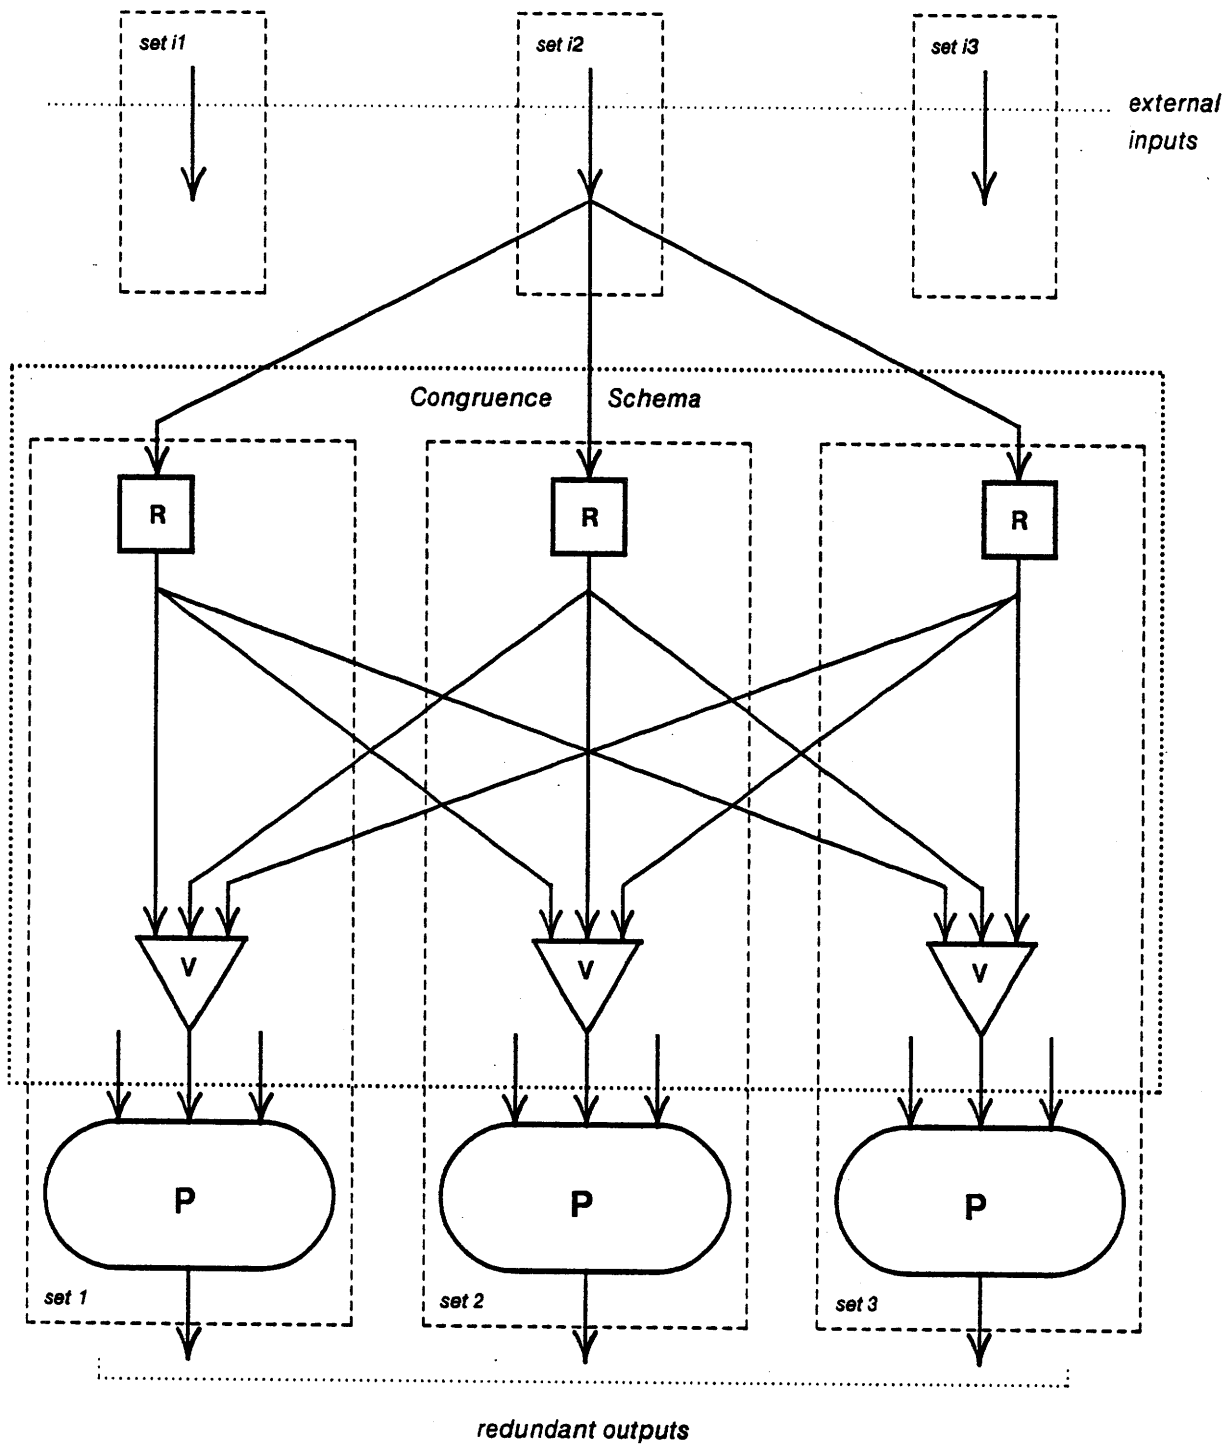 set i1
set i2
set i3
external
inputs
Congruence Schema
R
R
R
V
V
V
P
P
P
set 1
set 2
set 3
redundant outputs